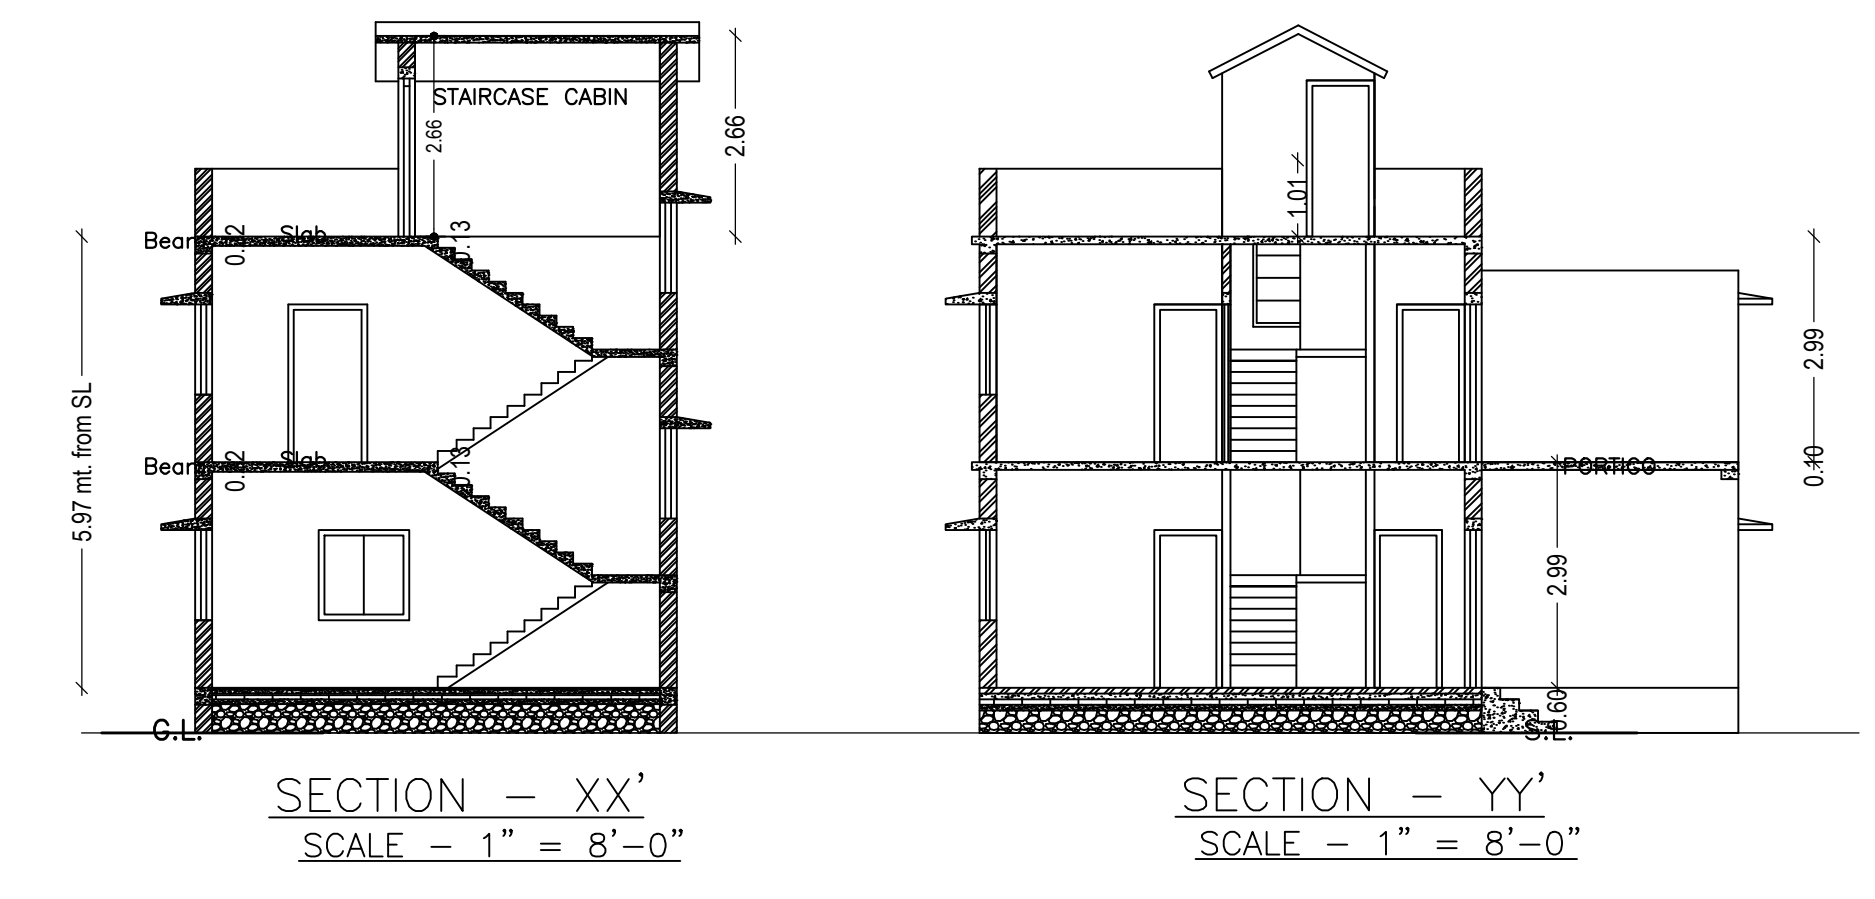 STAIRCASE CABIN
2.66
2.66
Beam
0.22
Slab
0.13
5.97 mt. from SL
Beam
0.22
Slab
0.13
G.L.
SECTION - XX'
SCALE - 1" = 8'-0"
1.01
2.99
0.10
PORTICO
2.99
0.60
S.L.
SECTION - YY'
SCALE - 1" = 8'-0"